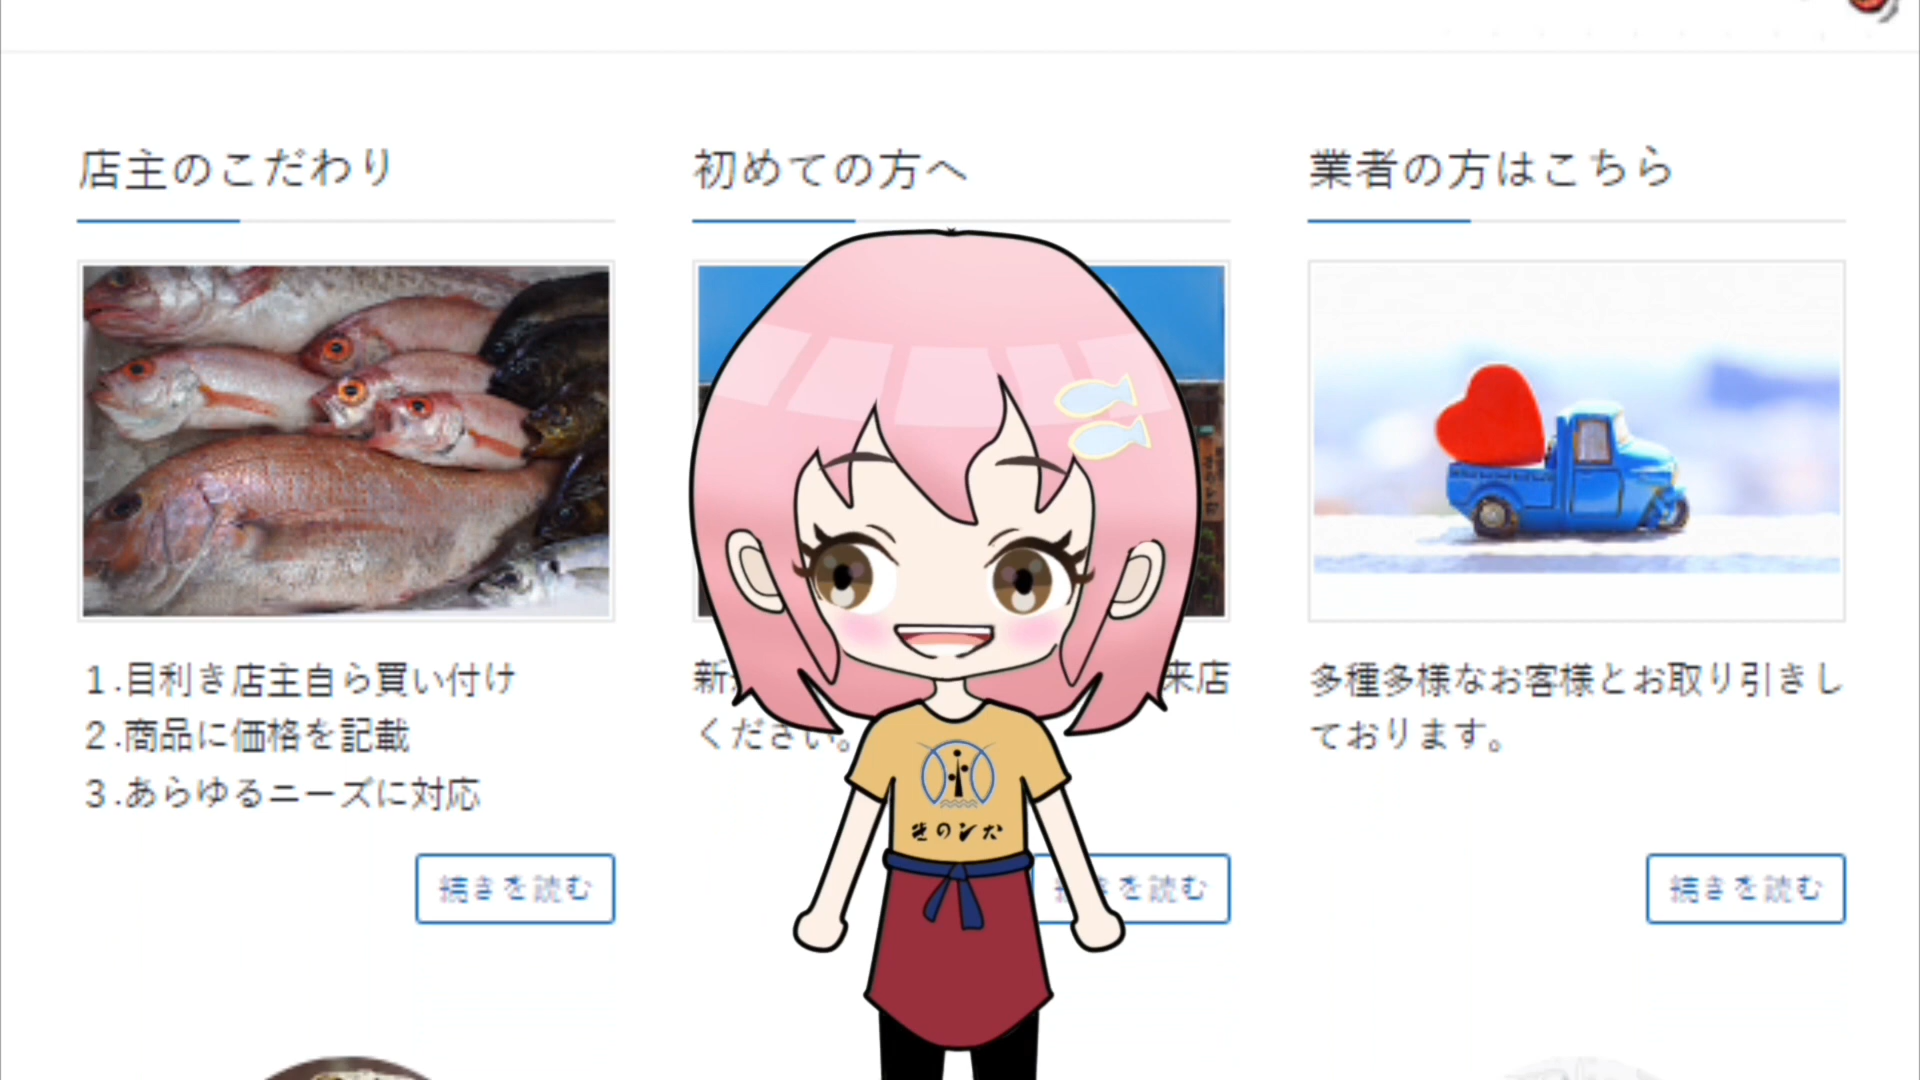 店主のこだわり
1.目利き店主自ら買い付け
2.商品に価格を記載
3.あらゆるニーズに対応
続きを読む
初めての方へ
新
来店
ください。
きを読む
業者の方はこちら
多種多様なお客様とお取り引きし
ております。
続きを読む